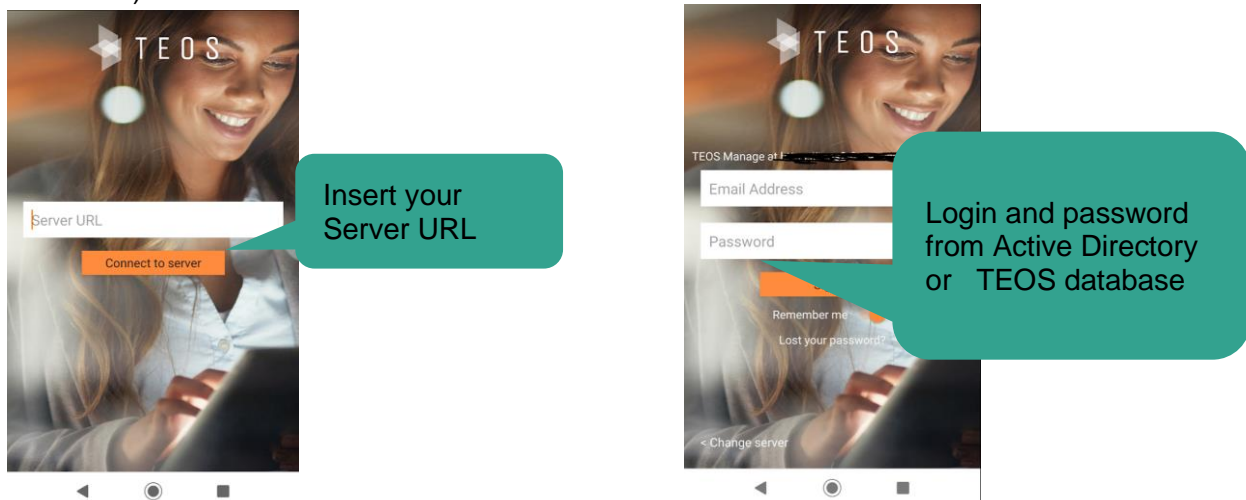 TEOS
Server URL
Connect to server
Insert your
Server URL
TEOS
TEOS Manage at
Email Address
Password
Remember me
Lost your password?
< Change server
Login and password
from Active Directory
or TEOS database